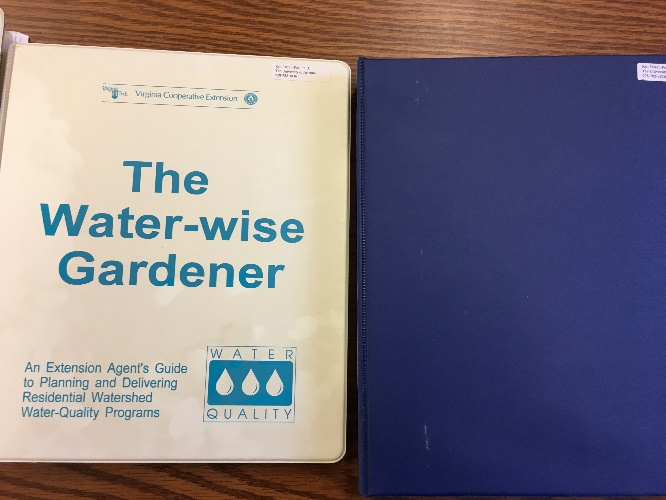 Virginia Cooperative Extension
The
Water-wise
Gardener
An Extension Agent's Guide
to Planning and Delivering
Residential Watershed
Water-Quality Programs
WATER
QUALITY